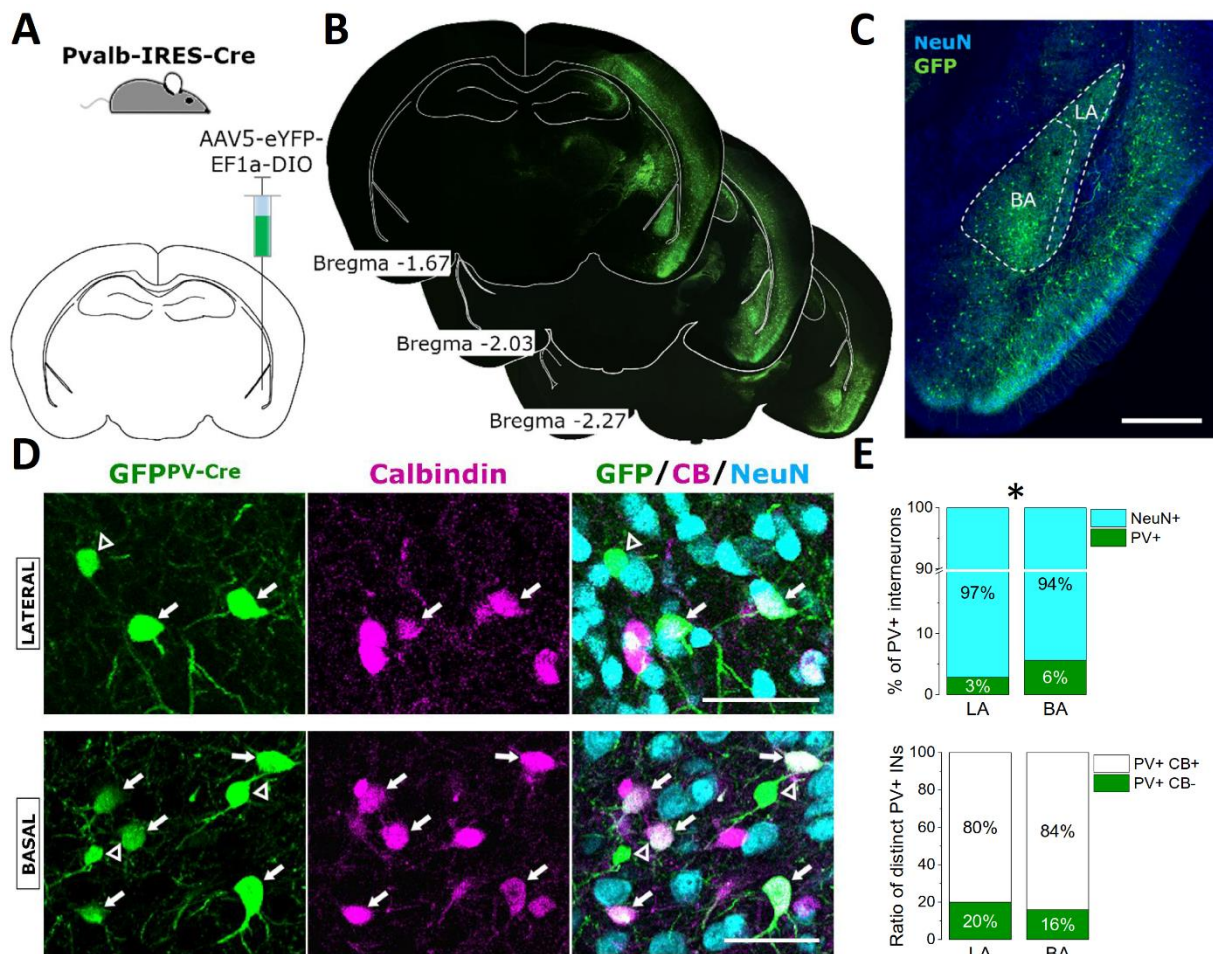 A
Pvalb-IRES-Cre
AAV5-eYFP-
EF1a-DIO
B
Bregma -1.67
Bregma -2.03
Bregma -2.27
C
NeuN
GFP
LA
BA
D
GFPPV-Cre
Calbindin
GFP/CB/NeuN
LATERAL
BASAL
E
*
% of PV+ interneurons
100
90
10
0
97%
94%
3%
6%
LA
BA
NeuN+
PV+
Ratio of distinct PV+ INs
100
80
60
40
20
0
80%
84%
20%
16%
LA
BA
PV+ CB+
PV+ CB-